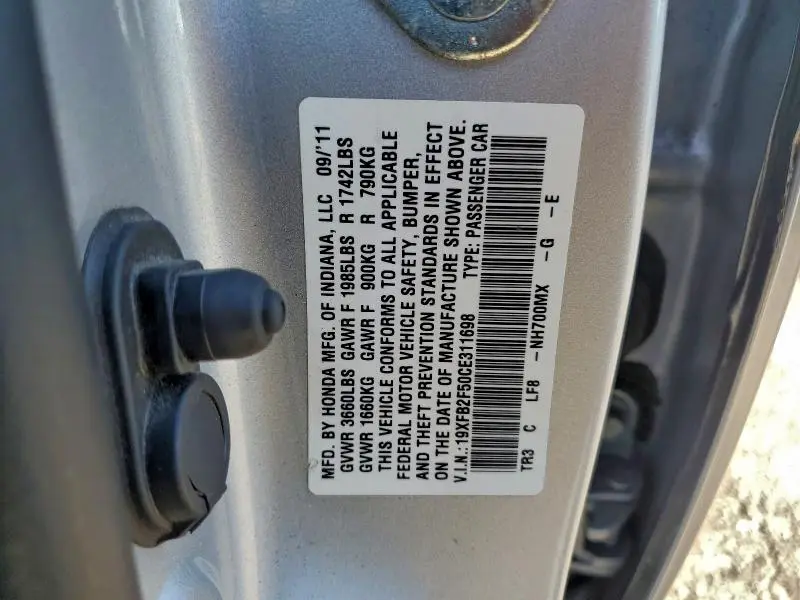 MFD. BY HONDA MFG. OF INDIANA, LLC 09/'11
GVWR 3660LBS GAWR F 1985LBS R 1742LBS
GVWR 1660KG GAWR F 900KG R 790KG
THIS VEHICLE CONFORMS TO ALL APPLICABLE
FEDERAL MOTOR VEHICLE SAFETY, BUMPER,
AND THEFT PREVENTION STANDARDS IN EFFECT
ON THE DATE OF MANUFACTURE SHOWN ABOVE.
V.I.N.: 19XFB2F50CE311698 TYPE: PASSENGER CAR
TR3 C LF8 -NH700MX -G -E